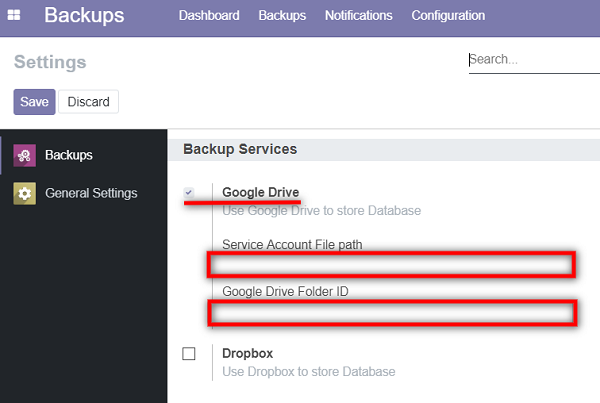 Backups Dashboard Backups Notifications Configuration
Settings
Search...
Save Discard
Backups
General Settings
Backup Services
Google Drive
Use Google Drive to store Database
Service Account File path
Google Drive Folder ID
Dropbox
Use Dropbox to store Database